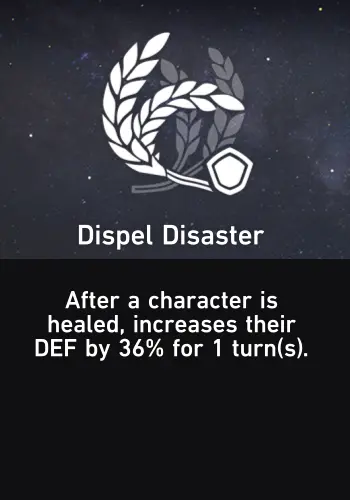 Dispel Disaster
After a character is
healed, increases their
DEF by 36% for 1 turn(s).